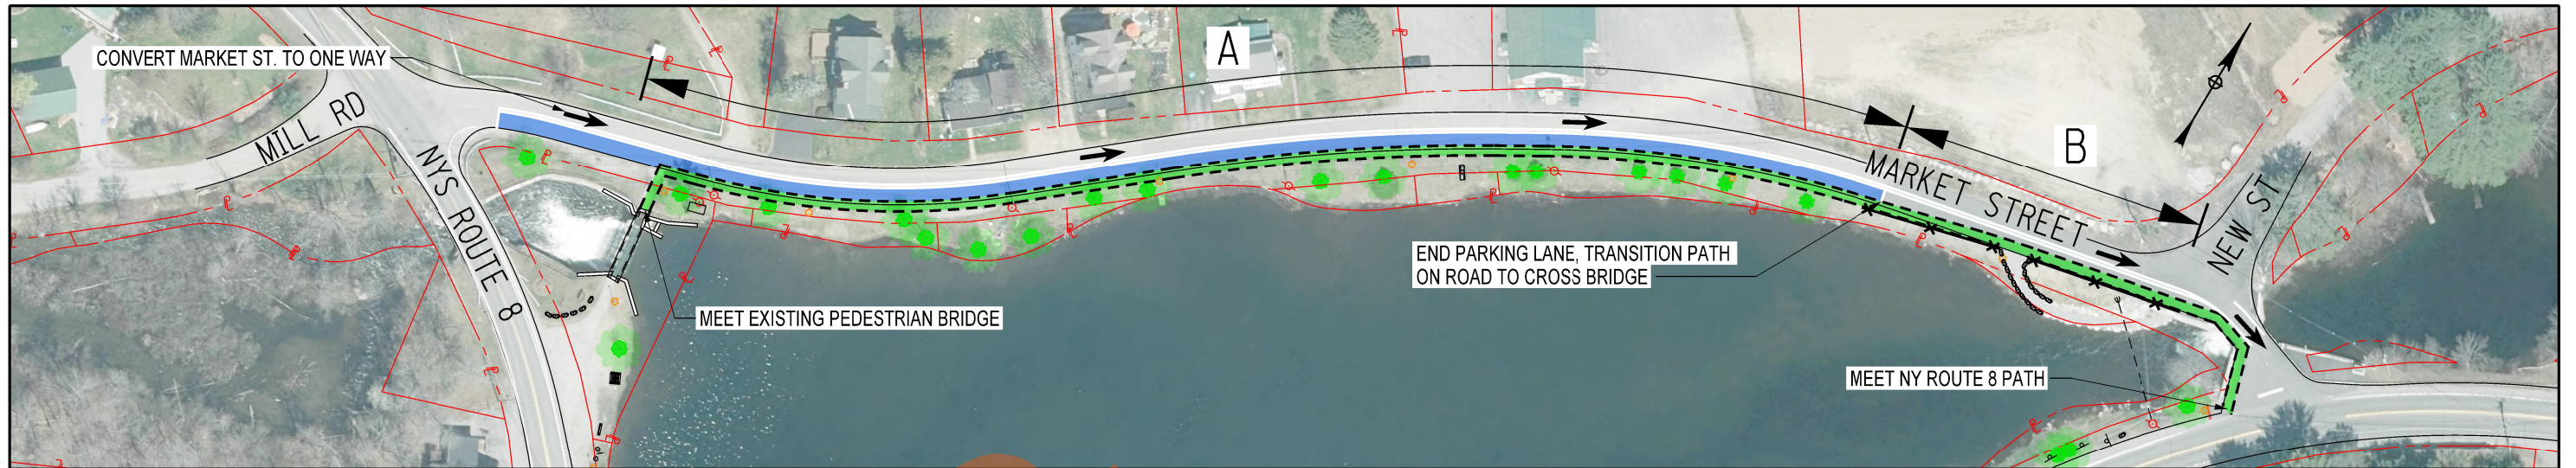 CONVERT MARKET ST. TO ONE WAY
A
MILL RD
NYS ROUTE 8
B
MARKET STREET
NEW ST
END PARKING LANE, TRANSITION PATH
ON ROAD TO CROSS BRIDGE
MEET EXISTING PEDESTRIAN BRIDGE
MEET NY ROUTE 8 PATH